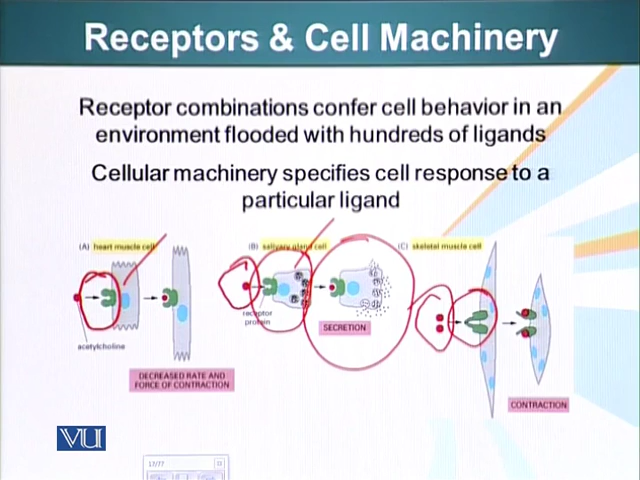 Receptors & Cell Machinery
Receptor combinations confer cell behavior in an
environment flooded with hundreds of ligands
Cellular machinery specifies cell response to a
particular ligand
(A) heart muscle cell
(B) salivary gland cell
(C) skeletal muscle cell
acetylcholine
receptor
protein
SECRETION
DECREASED RATE AND
FORCE OF CONTRACTION
CONTRACTION
VU
17/77